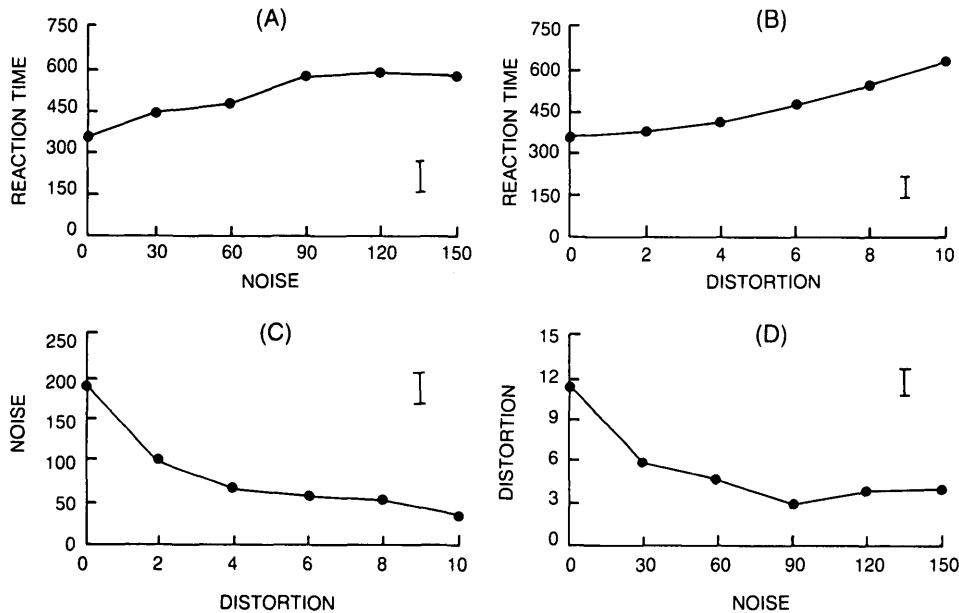 (A)
REACTION TIME
750
600
450
300
150
0
0 30 60 90 120 150
NOISE
(B)
REACTION TIME
750
600
450
300
150
0
0 2 4 6 8 10
DISTORTION
(C)
NOISE
250
200
150
100
50
0
0 2 4 6 8 10
DISTORTION
(D)
DISTORTION
15
12
9
6
3
0
0 30 60 90 120 150
NOISE